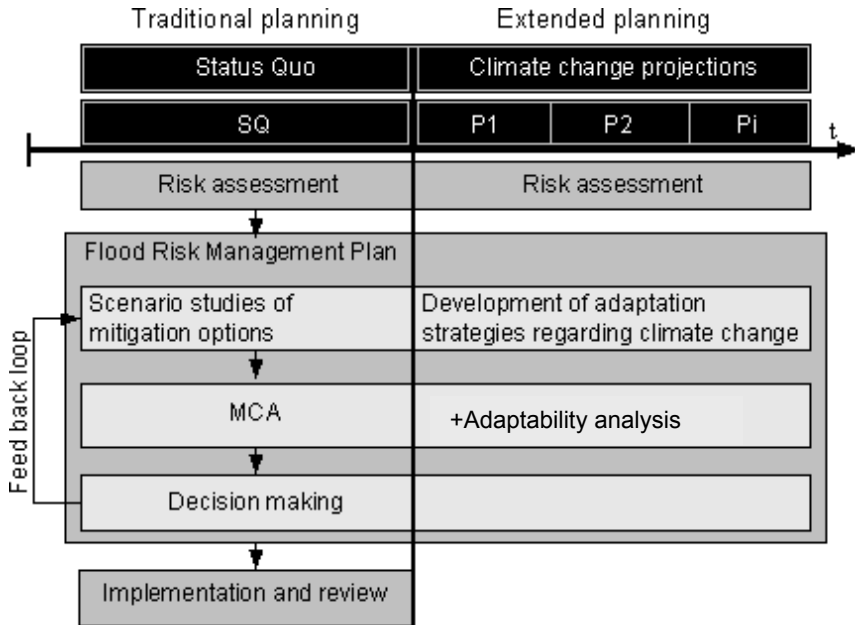 Traditional planning
Extended planning
Status Quo
Climate change projections
SQ
P1
P2
Pi
t
Risk assessment
Risk assessment
Flood Risk Management Plan
Scenario studies of
mitigation options
Development of adaptation
strategies regarding climate change
MCA
+Adaptability analysis
Decision making
Feed back loop
Implementation and review